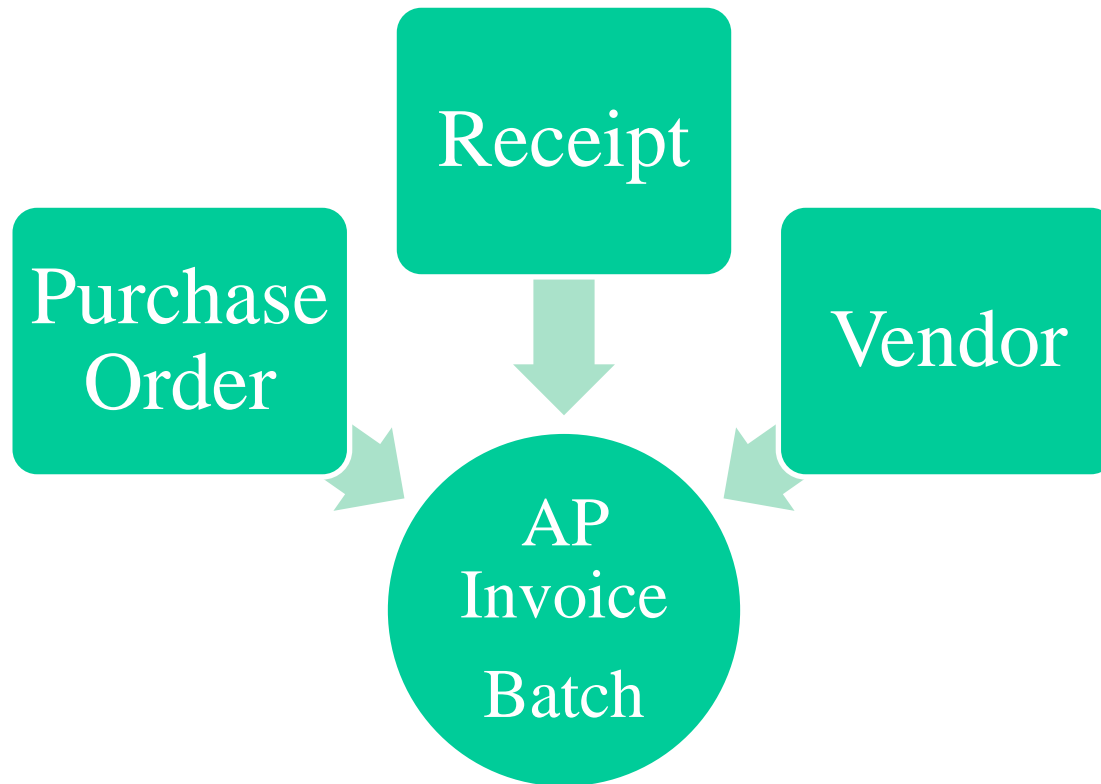 Receipt
Purchase
Order
Vendor
AP
Invoice
Batch